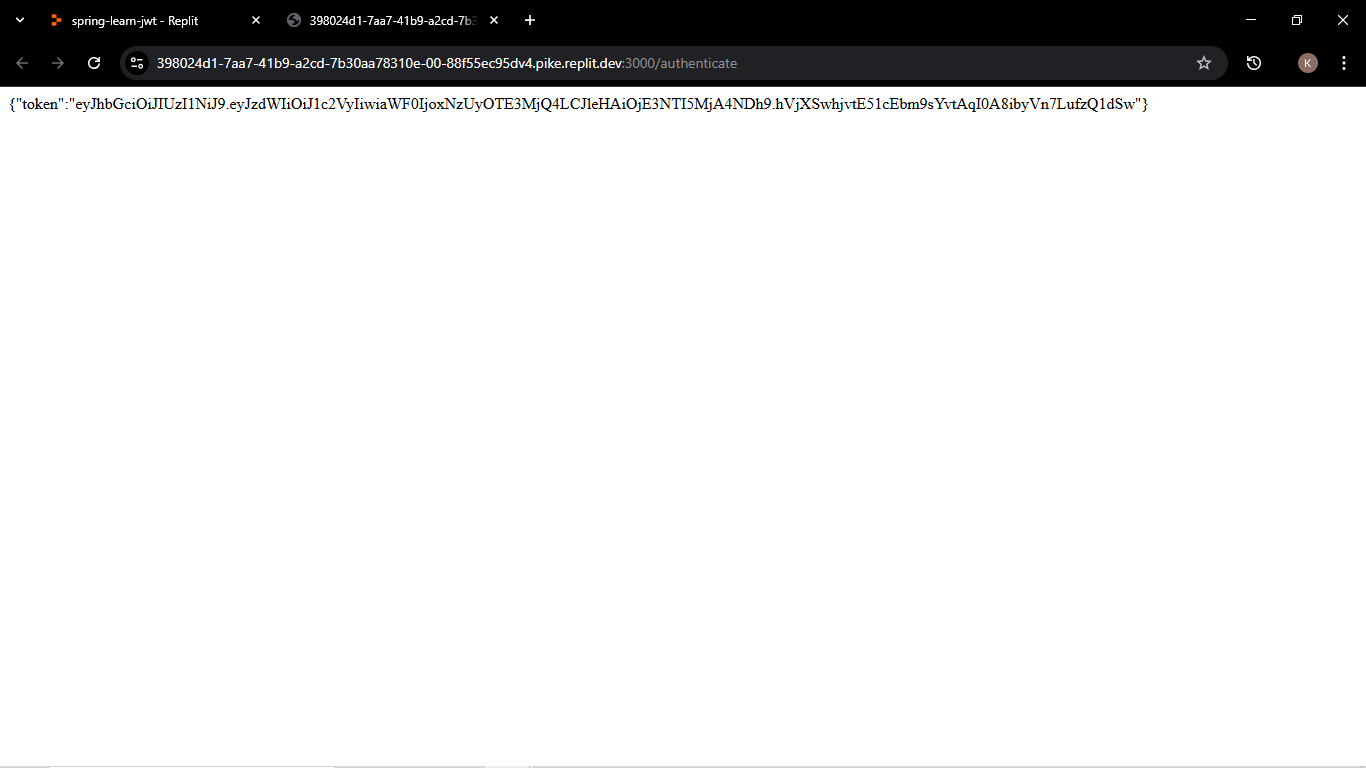 spring-learn-jwt - Replit
398024d1-7aa7-41b9-a2cd-7b3
398024d1-7aa7-41b9-a2cd-7b30aa78310e-00-88f55ec95dv4.pike.replit.dev:3000/authenticate
K
{"token":"eyJhbGciOiJIUzI1NiJ9.eyJzdWIiOiJ1c2VyIiwiaWF0IjoxNzUyOTE3MjQ4LCJleHAiOjE3NTI5MjA4NDh9.hVjXSwhjvtE51cEbm9sYvtAqI0A8ibyVn7LufzQ1dSw"}